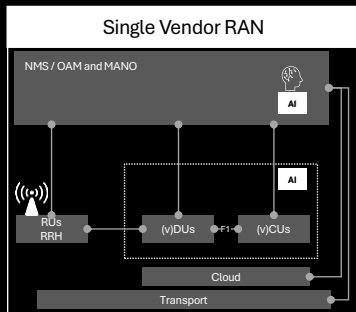 Single Vendor RAN
NMS / OAM and MANO
AI
AI
RUs
RRH
(v)DUs
F1
(v)CUs
Cloud
Transport